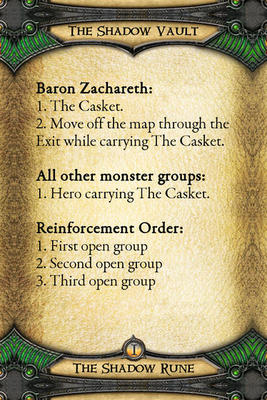 The Shadow Vault
Baron Zachareth:
1. The Casket.
2. Move off the map through the
Exit while carrying The Casket.
All other monster groups:
1. Hero carrying The Casket.
Reinforcement Order:
1. First open group
2. Second open group
3. Third open group
1
The Shadow Rune